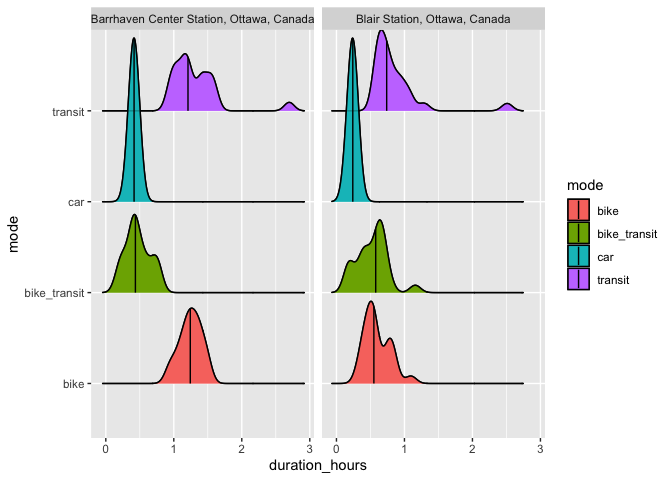 Barrhaven Center Station, Ottawa, Canada
Blair Station, Ottawa, Canada
mode
transit
car
bike_transit
bike
0 1 2 3
0 1 2 3
duration_hours
mode
bike
bike_transit
car
transit